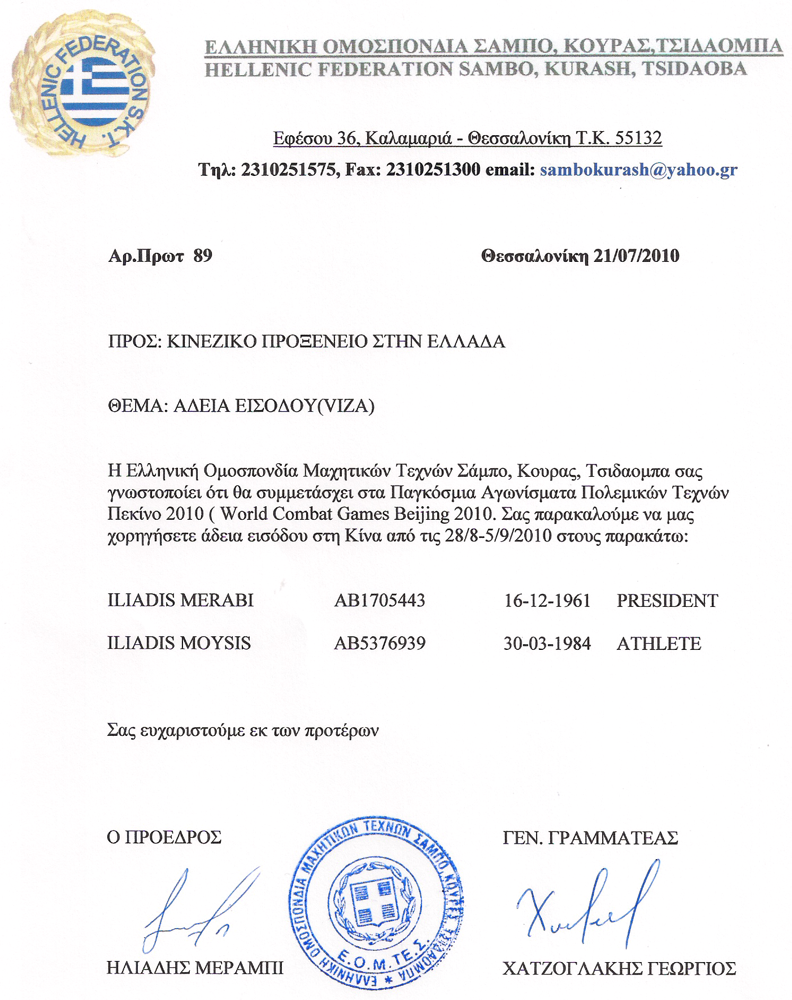 HELLENIC FEDERATION S.K.T.
ΕΛΛΗΝΙΚΗ ΟΜΟΣΠΟΝΔΙΑ ΣΑΜΠΟ, ΚΟΥΡΑΣ,ΤΣΙΔΑΟΜΠΑ
HELLENIC FEDERATION SAMBO, KURASH, TSIDAOBA
Εφέσου 36, Καλαμαριά - Θεσσαλονίκη Τ.Κ. 55132
Τηλ: 2310251575, Fax: 2310251300 email: sambokurash@yahoo.gr
Αρ.Πρωτ 89 Θεσσαλονίκη 21/07/2010
ΠΡΟΣ: ΚΙΝΕΖΙΚΟ ΠΡΟΞΕΝΕΙΟ ΣΤΗΝ ΕΛΛΑΔΑ
ΘΕΜΑ: ΑΔΕΙΑ ΕΙΣΟΔΟΥ(VIZA)
Η Ελληνική Ομοσπονδία Μαχητικών Τεχνών Σάμπο, Κουρας, Τσιδαομπα σας
γνωστοποίει ότι θα συμμετάσχει στα Παγκόσμια Αγωνίσματα Πολεμικών Τεχνών
Πεκίνο 2010 ( World Combat Games Beijing 2010. Σας παρακαλούμε να μας
χορηγήσετε άδεια εισόδου στη Κίνα από τις 28/8-5/9/2010 στους παρακάτω:
ILIADIS MERABI AB1705443 16-12-1961 PRESIDENT
ILIADIS MOYSIS AB5376939 30-03-1984 ATHLETE
Σας ευχαριστούμε εκ των προτέρων
Ο ΠΡΟΕΔΡΟΣ ΓΕΝ. ΓΡΑΜΜΑΤΕΑΣ
ΕΛΛΗΝΙΚΗ ΟΜΟΣΠΟΝΔΙΑ ΜΑΧΗΤΙΚΩΝ ΤΕΧΝΩΝ ΣΑΜΠΟ,ΚΟΥΡΕΣ ΤΣΙΔΑΟΜΠΑ *
Ε.Ο.Μ.ΤΕ.Σ.
ΗΛΙΑΔΗΣ ΜΕΡΑΜΠΙ ΧΑΤΖΟΓΛΑΚΗΣ ΓΕΩΡΓΙΟΣ